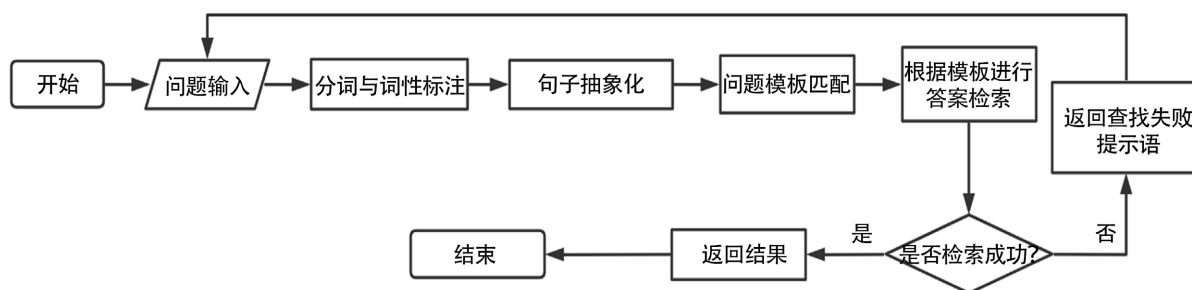 开始
问题输入
分词与词性标注
句子抽象化
问题模板匹配
根据模板进行
答案检索
返回查找失败
提示语
是否检索成功?
是
否
返回结果
结束